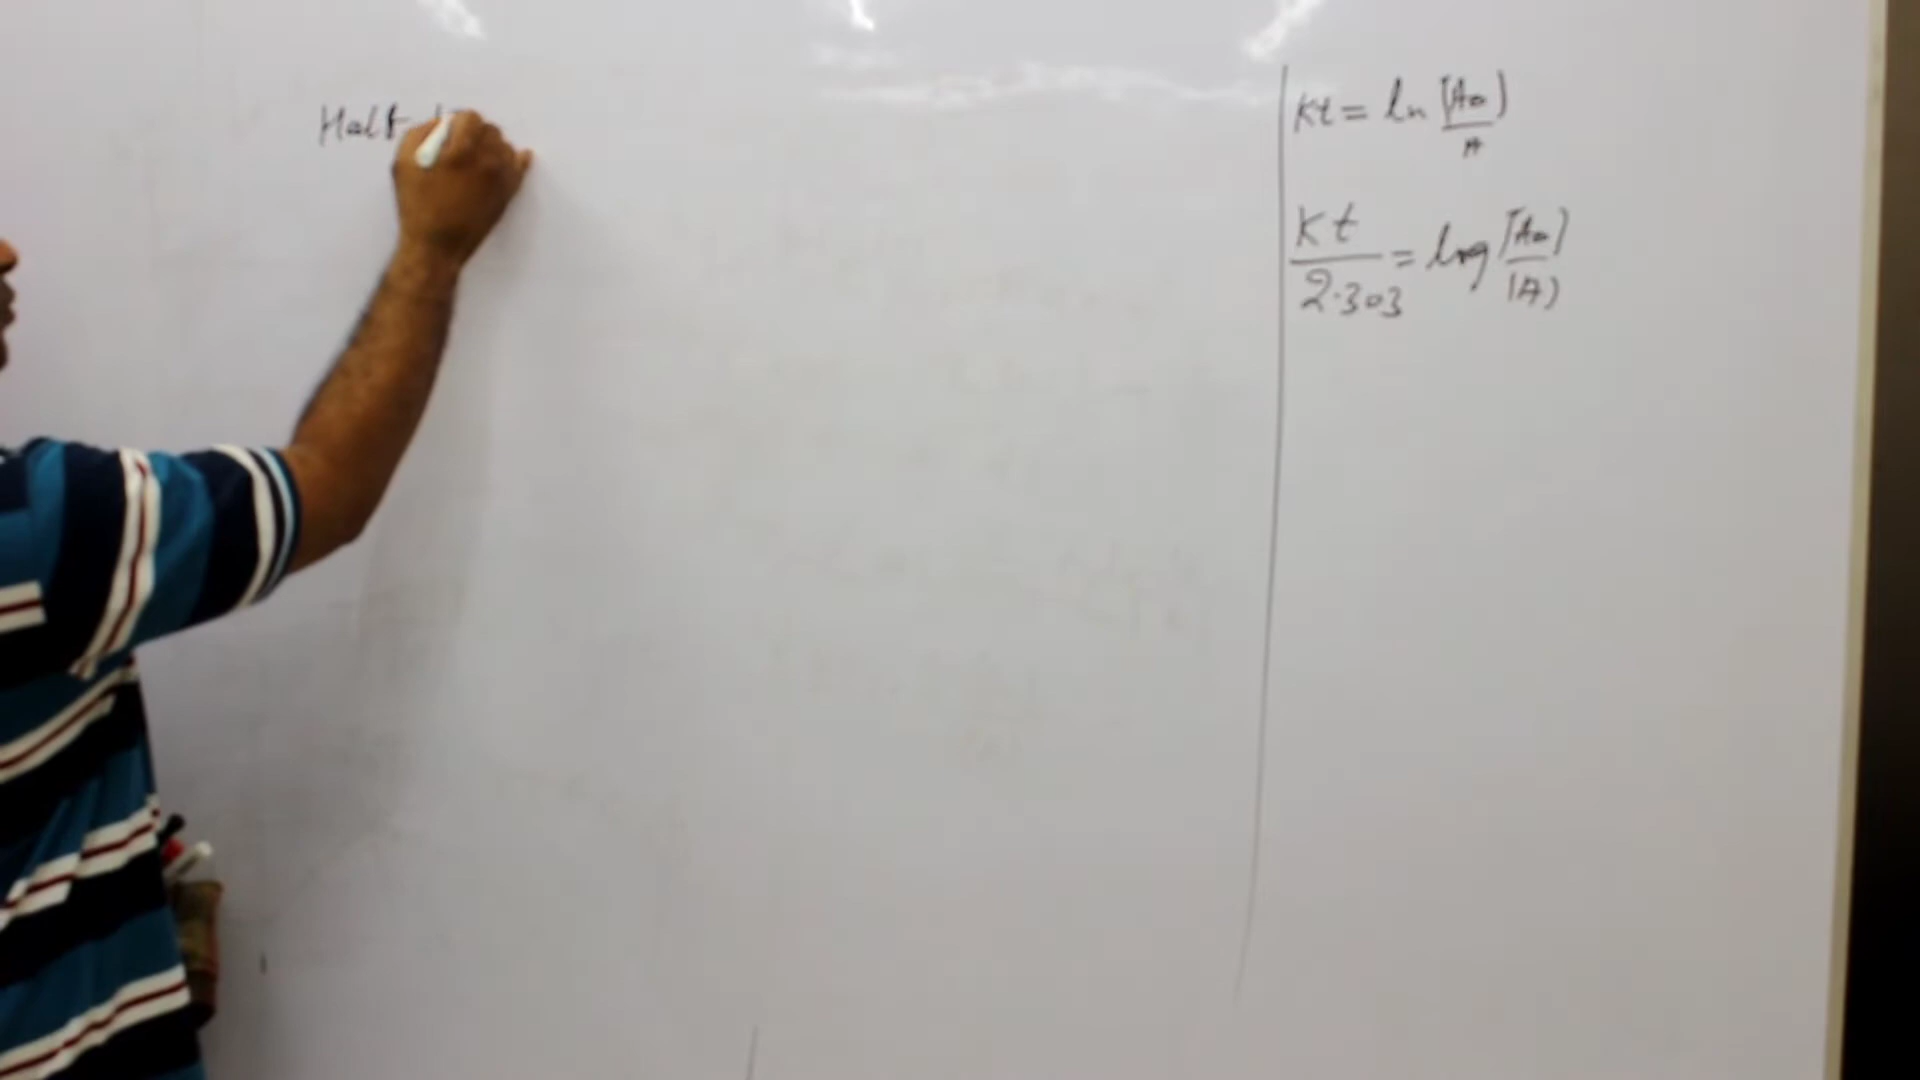 Half
Kt = ln [A₀]/A
Kt/2.303 = log [A₀]/[A]